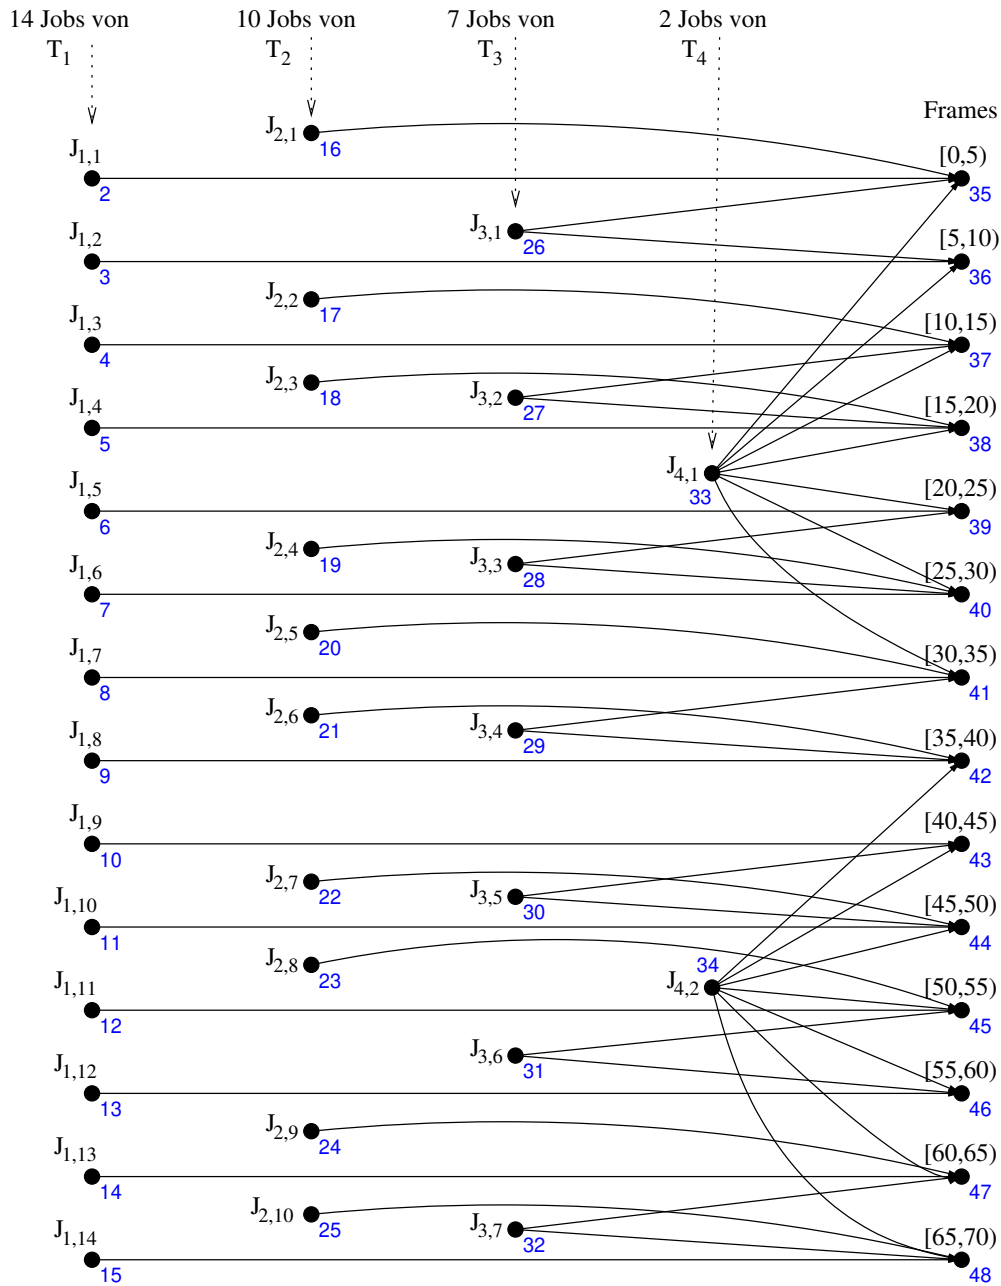 14 Jobs von 10 Jobs von 7 Jobs von 2 Jobs von
T1 T2 T3 T4
Frames
J2,1
16
J1,1 [0,5)
2 35
J3,1
26
J1,2 [5,10)
3 36
J2,2
17
J1,3 [10,15)
4 37
J2,3
18
J3,2
27
J1,4 [15,20)
5 38
J4,1
33
J1,5 [20,25)
6 39
J2,4
19
J3,3
28
J1,6 [25,30)
7 40
J2,5
20
J1,7 [30,35)
8 41
J2,6
21
J3,4
29
J1,8 [35,40)
9 42
J1,9 [40,45)
10 43
J2,7
22
J3,5
30
J1,10 [45,50)
11 44
J2,8
23
34
J4,2
J1,11 [50,55)
12 45
J3,6
31
J1,12 [55,60)
13 46
J2,9
24
J1,13 [60,65)
14 47
J2,10
25
J3,7
32
J1,14 [65,70)
15 48